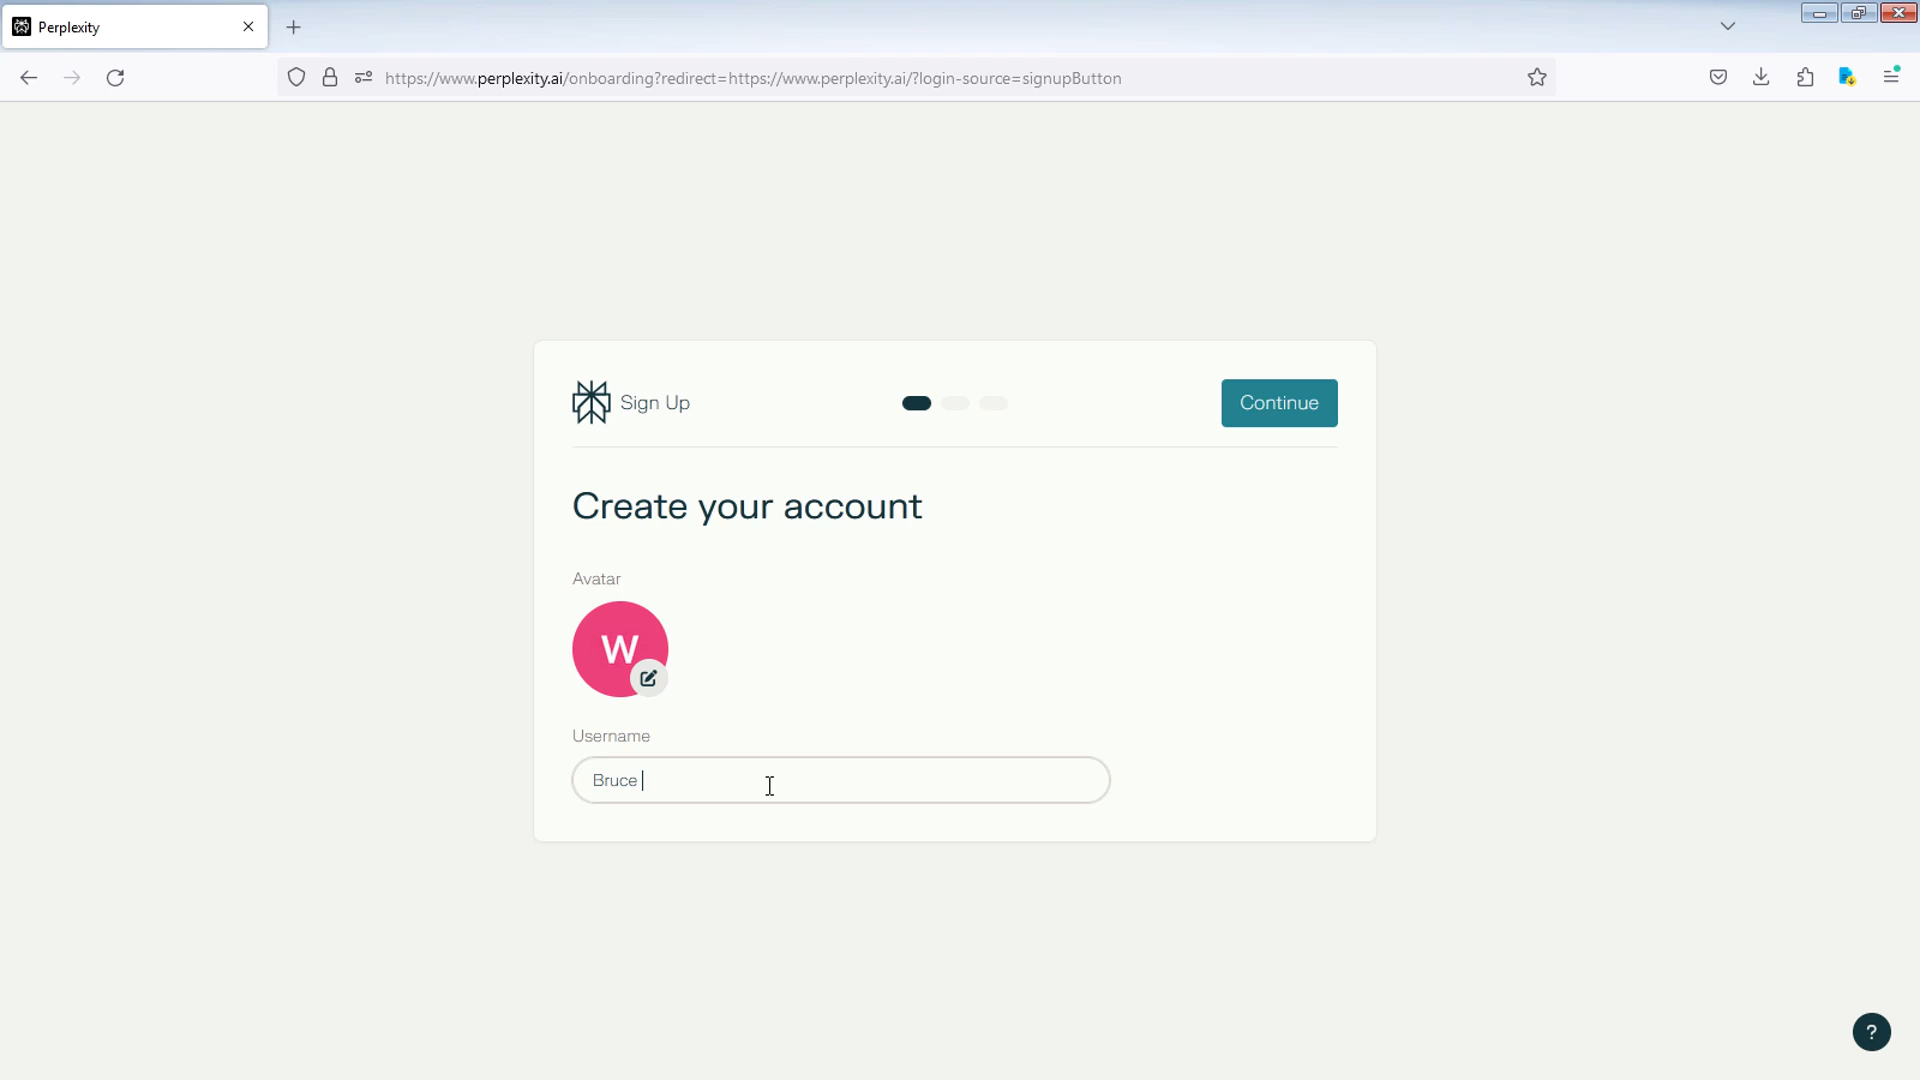 Perplexity
https://www.perplexity.ai/onboarding?redirect=https://www.perplexity.ai/?login-source=signupButton
Sign Up
Continue
Create your account
Avatar
W
Username
Bruce
?